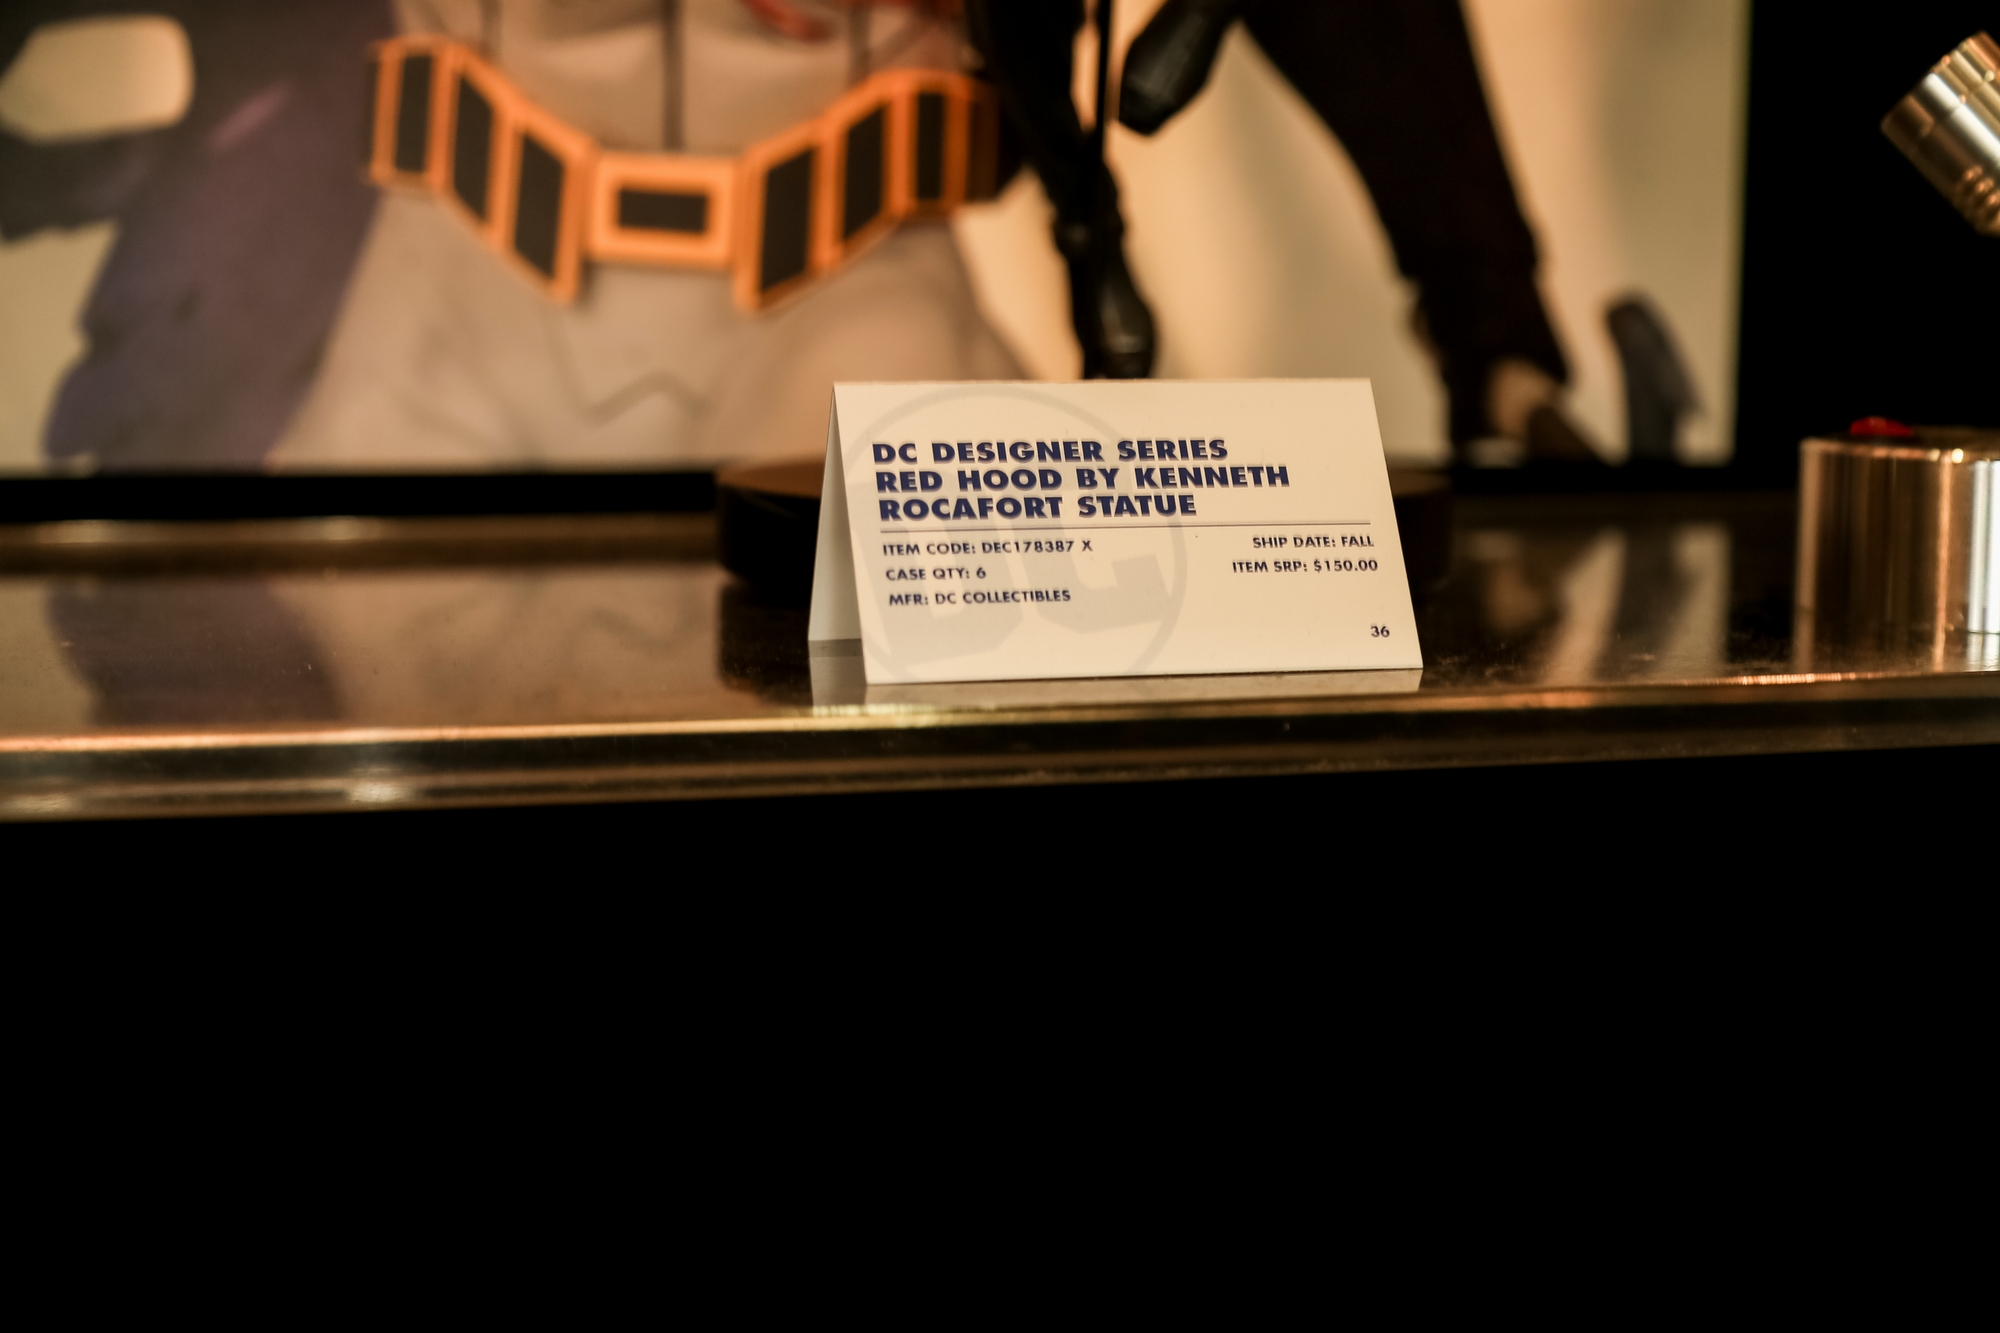 DC DESIGNER SERIES
RED HOOD BY KENNETH
ROCAFORT STATUE
ITEM CODE: DEC178387 X
SHIP DATE: FALL
CASE QTY: 6
ITEM SRP: $150.00
MFR: DC COLLECTIBLES
36
DC